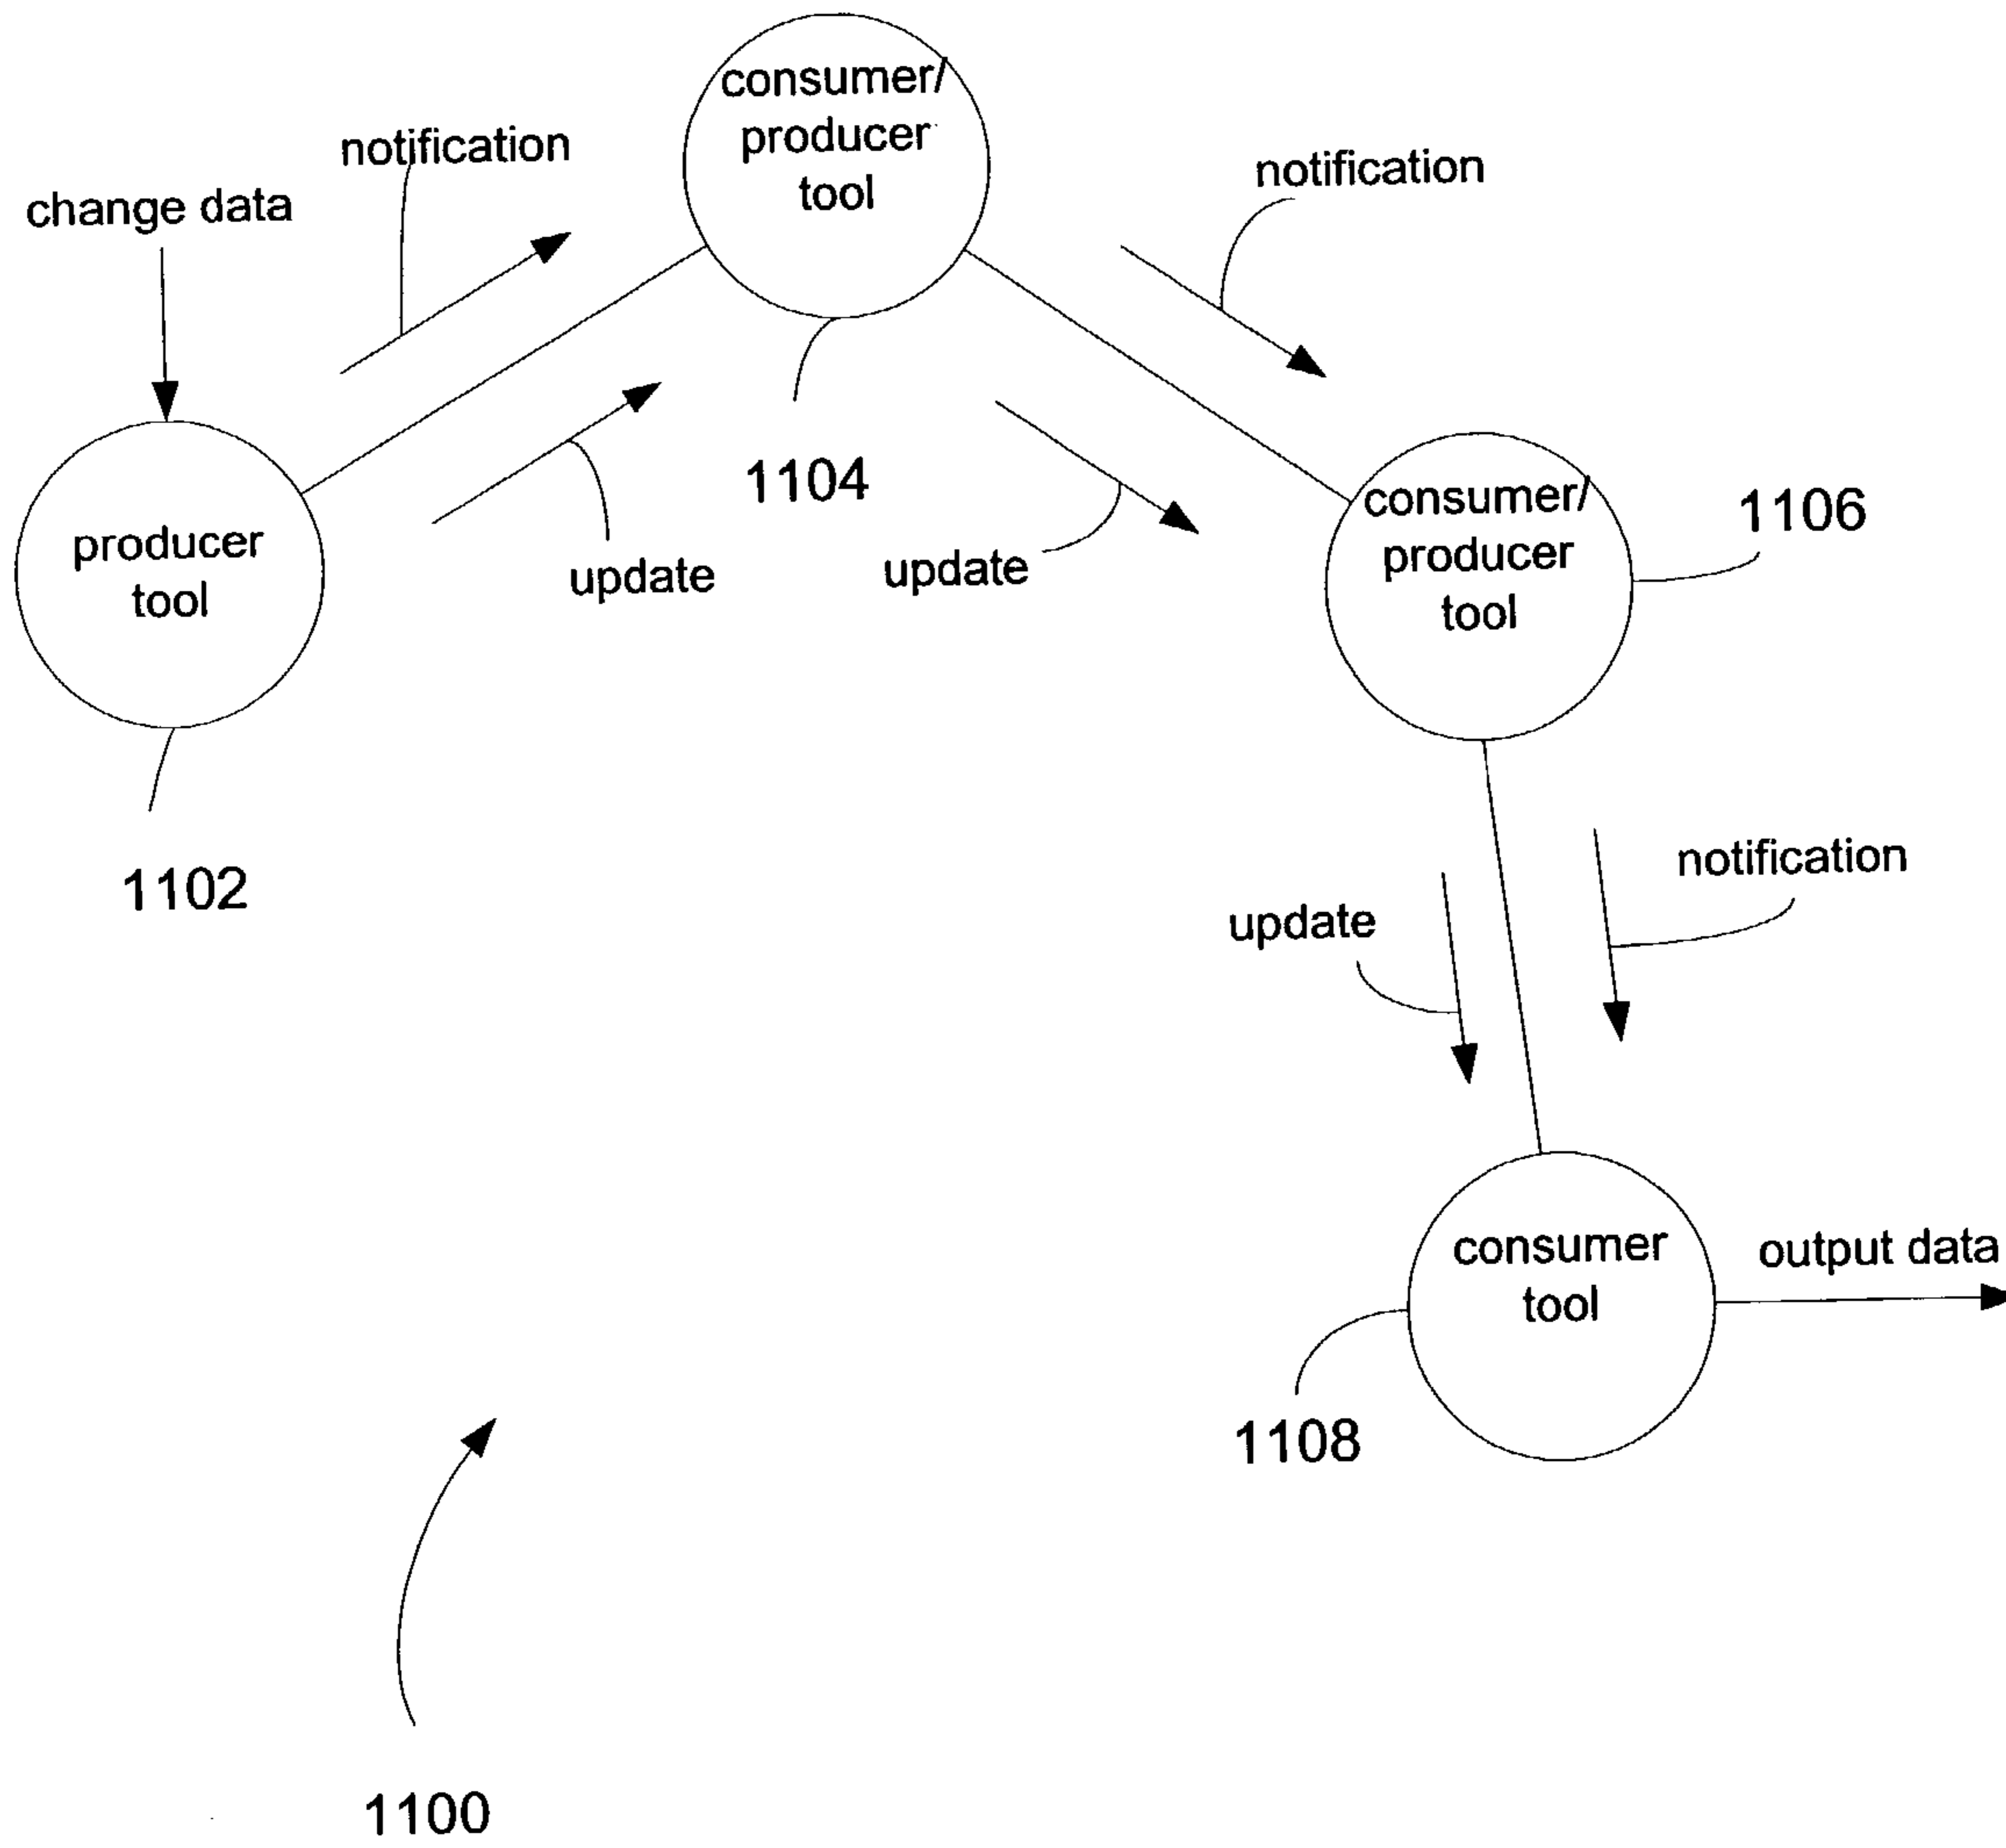 consumer/
producer
tool
notification
notification
change data
1104
consumer/
producer
tool
1106
producer
tool
update
update
1102
notification
update
consumer
tool
output data
1108
1100